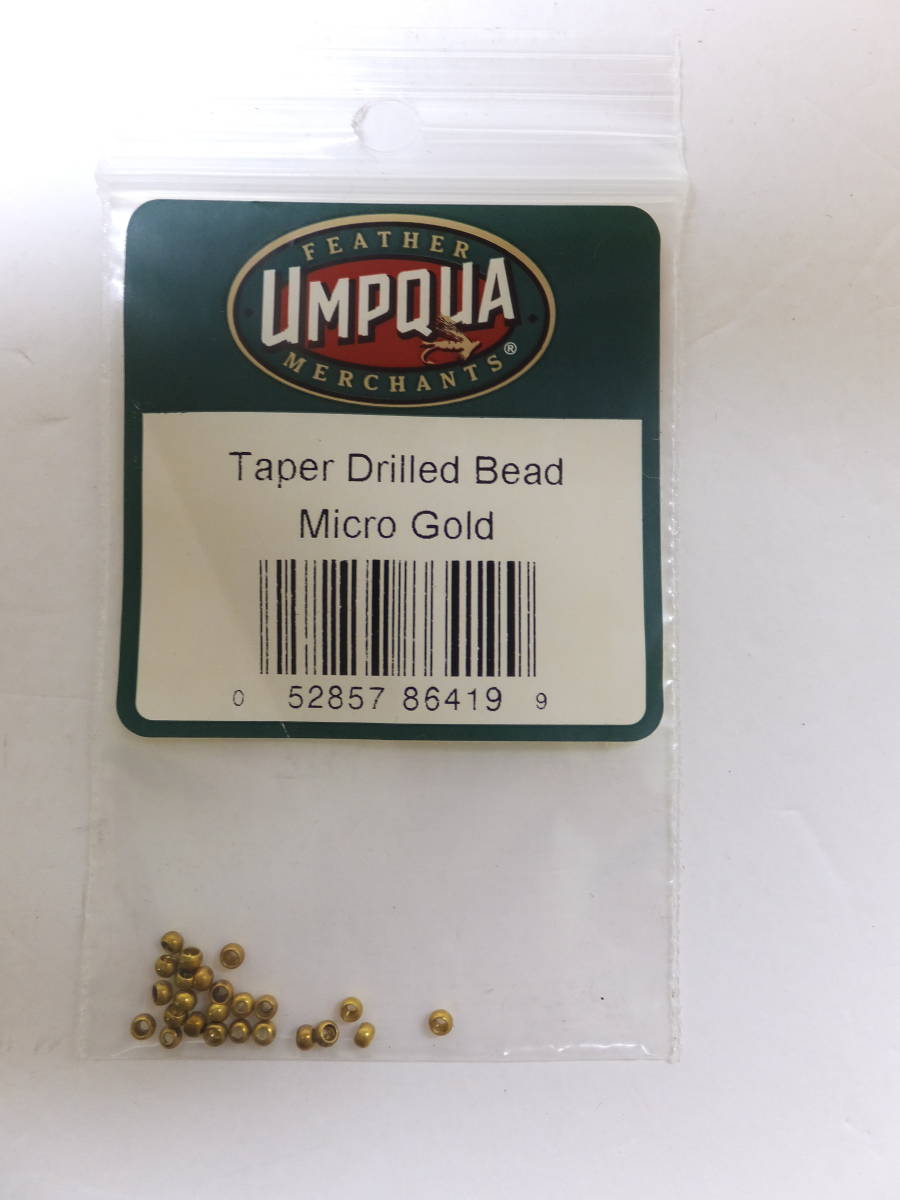 FEATHER
UMPQUA
MERCHANTS®
Taper Drilled Bead
Micro Gold
0 52857 86419 9